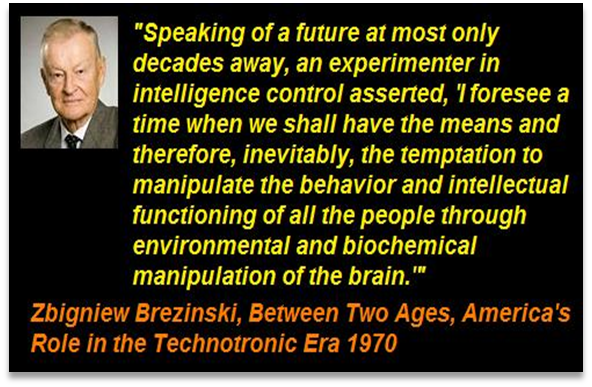 "Speaking of a future at most only
decades away, an experimenter in
intelligence control asserted, 'I foresee a
time when we shall have the means and
therefore, inevitably, the temptation to
manipulate the behavior and intellectual
functioning of all the people through
environmental and biochemical
manipulation of the brain.'"
Zbigniew Brezinski, Between Two Ages, America's
Role in the Technotronic Era 1970